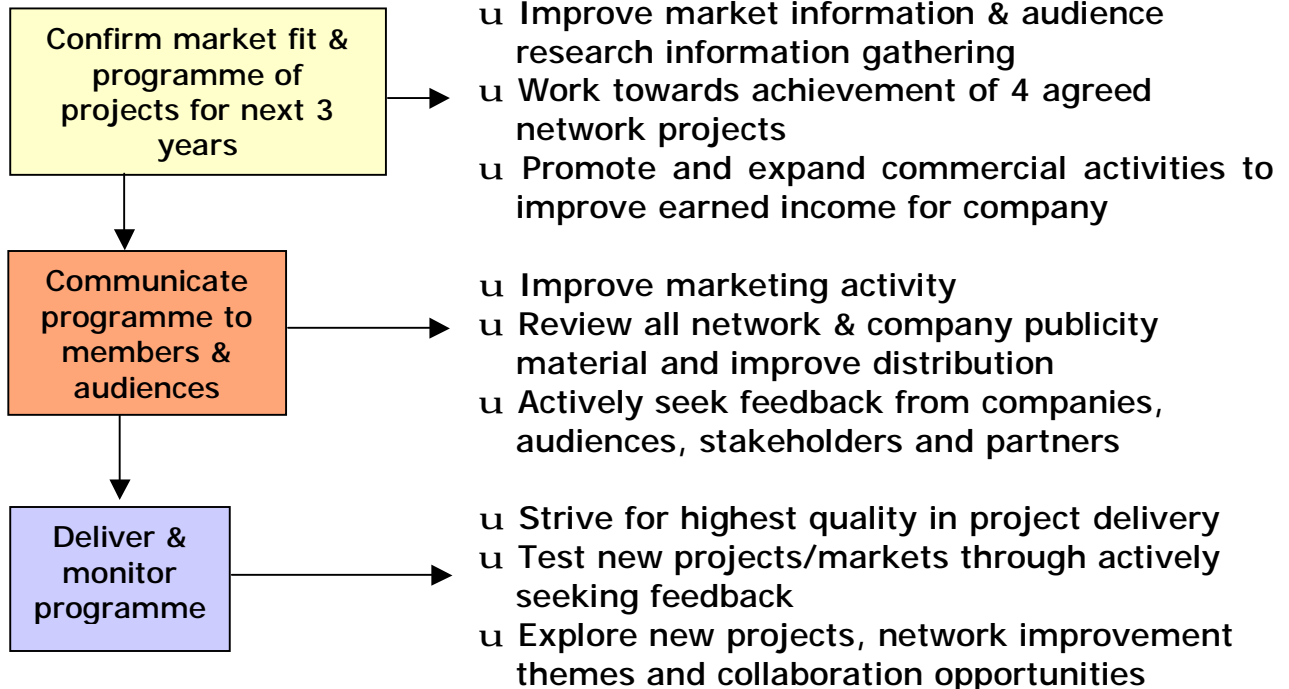 Confirm market fit &
programme of
projects for next 3
years
u Improve market information & audience
research information gathering
u Work towards achievement of 4 agreed
network projects
u Promote and expand commercial activities to
improve earned income for company
Communicate
programme to
members &
audiences
u Improve marketing activity
u Review all network & company publicity
material and improve distribution
u Actively seek feedback from companies,
audiences, stakeholders and partners
Deliver &
monitor
programme
u Strive for highest quality in project delivery
u Test new projects/markets through actively
seeking feedback
u Explore new projects, network improvement
themes and collaboration opportunities